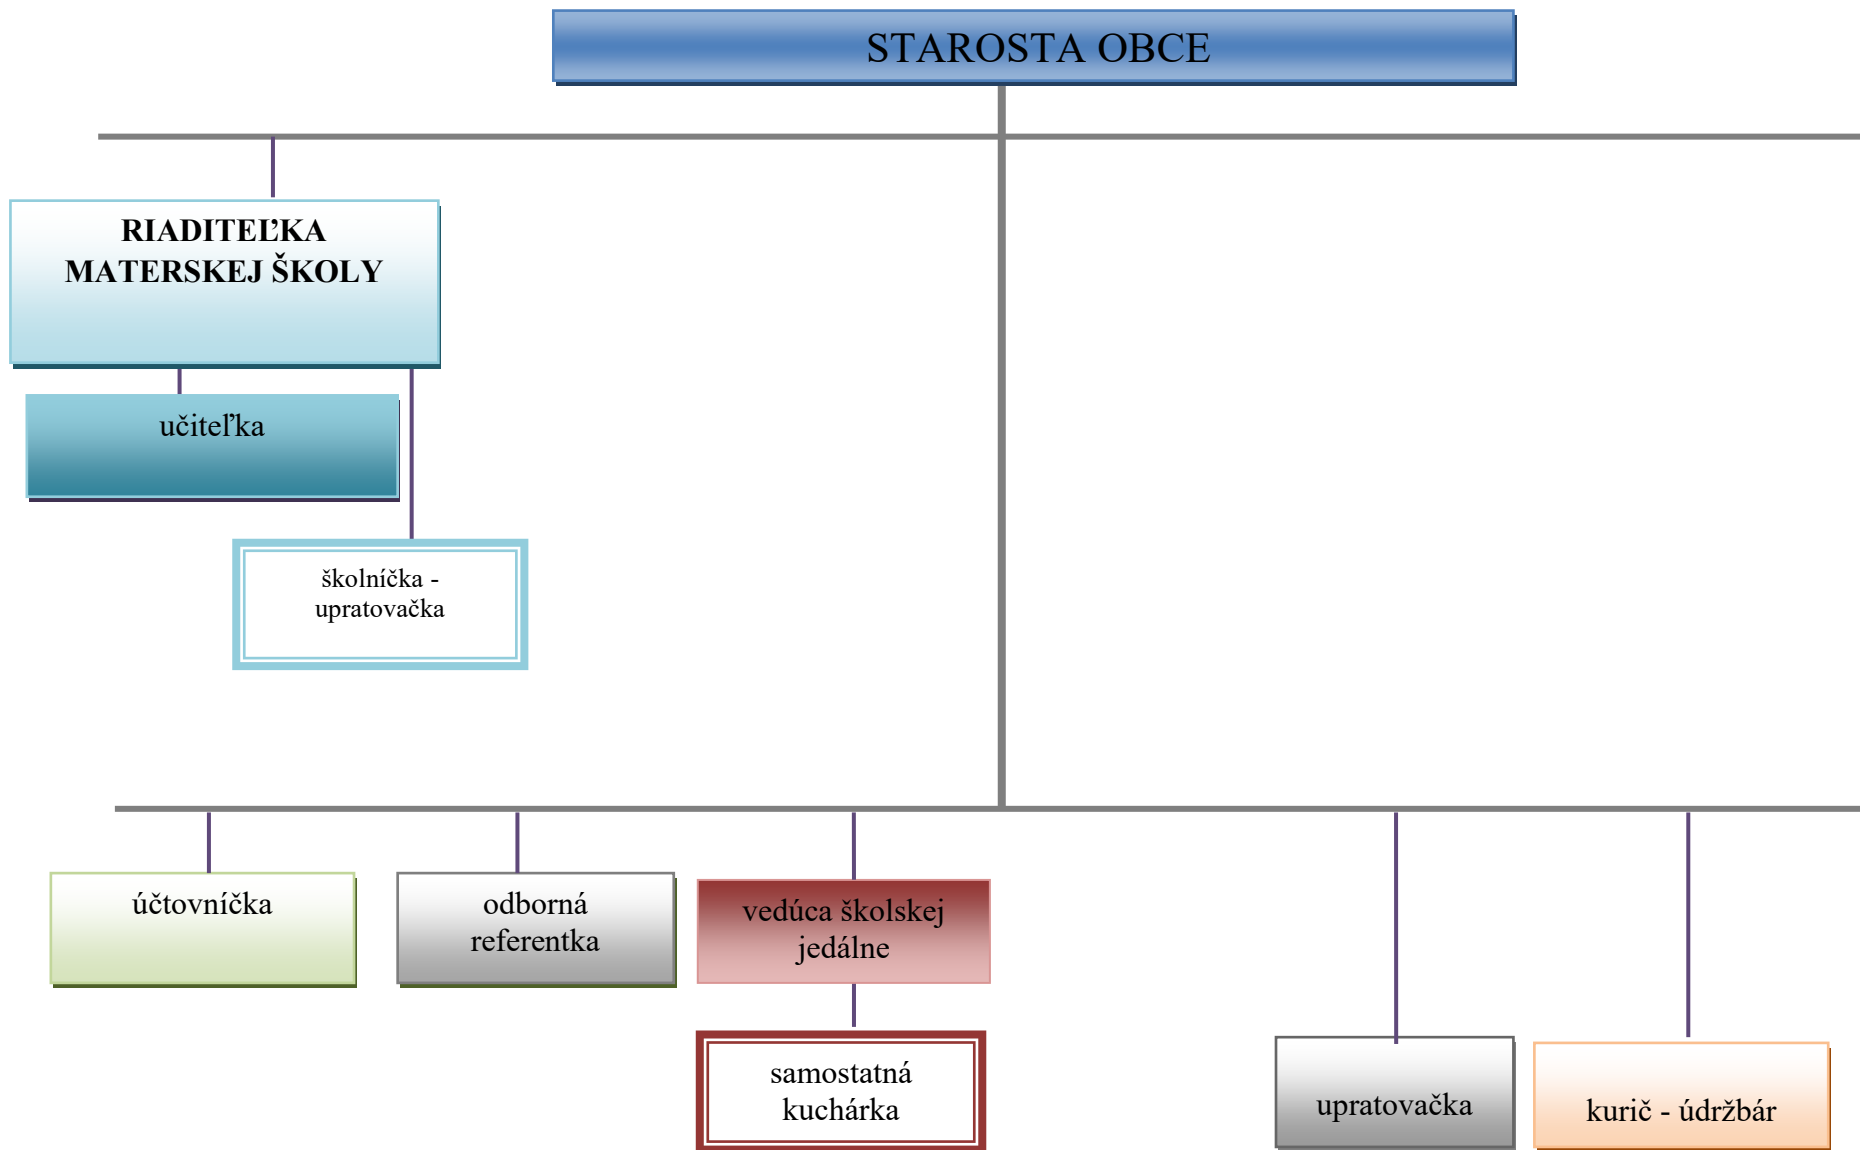 STAROSTA OBCE
RIADITEĽKA
MATERSKEJ ŠKOLY
učiteľka
školníčka -
upratovačka
účtovníčka
odborná
referentka
vedúca školskej
jedálne
samostatná
kuchárka
upratovačka
kurič - údržbár